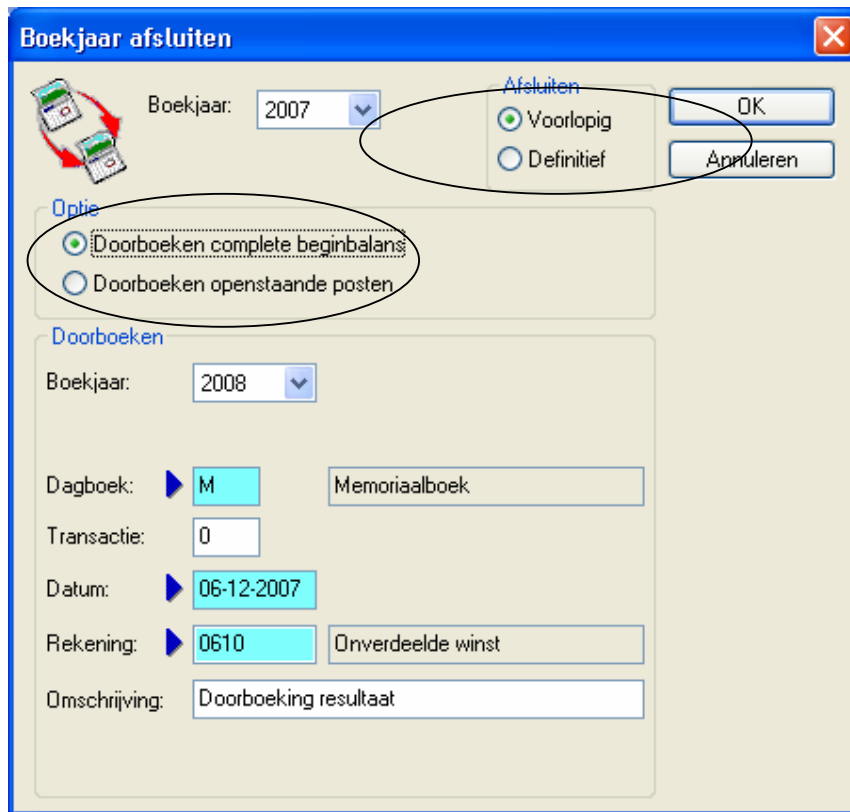 Boekjaar afsluiten
Boekjaar: 2007
Afsluiten
Voorlopig
Definitief
OK
Annuleren
Optie
Doorboeken complete beginbalans
Doorboeken openstaande posten
Doorboeken
Boekjaar: 2008
Dagboek: M Memoriaalboek
Transactie: 0
Datum: 06-12-2007
Rekening: 0610 Onverdeelde winst
Omschrijving: Doorboeking resultaat